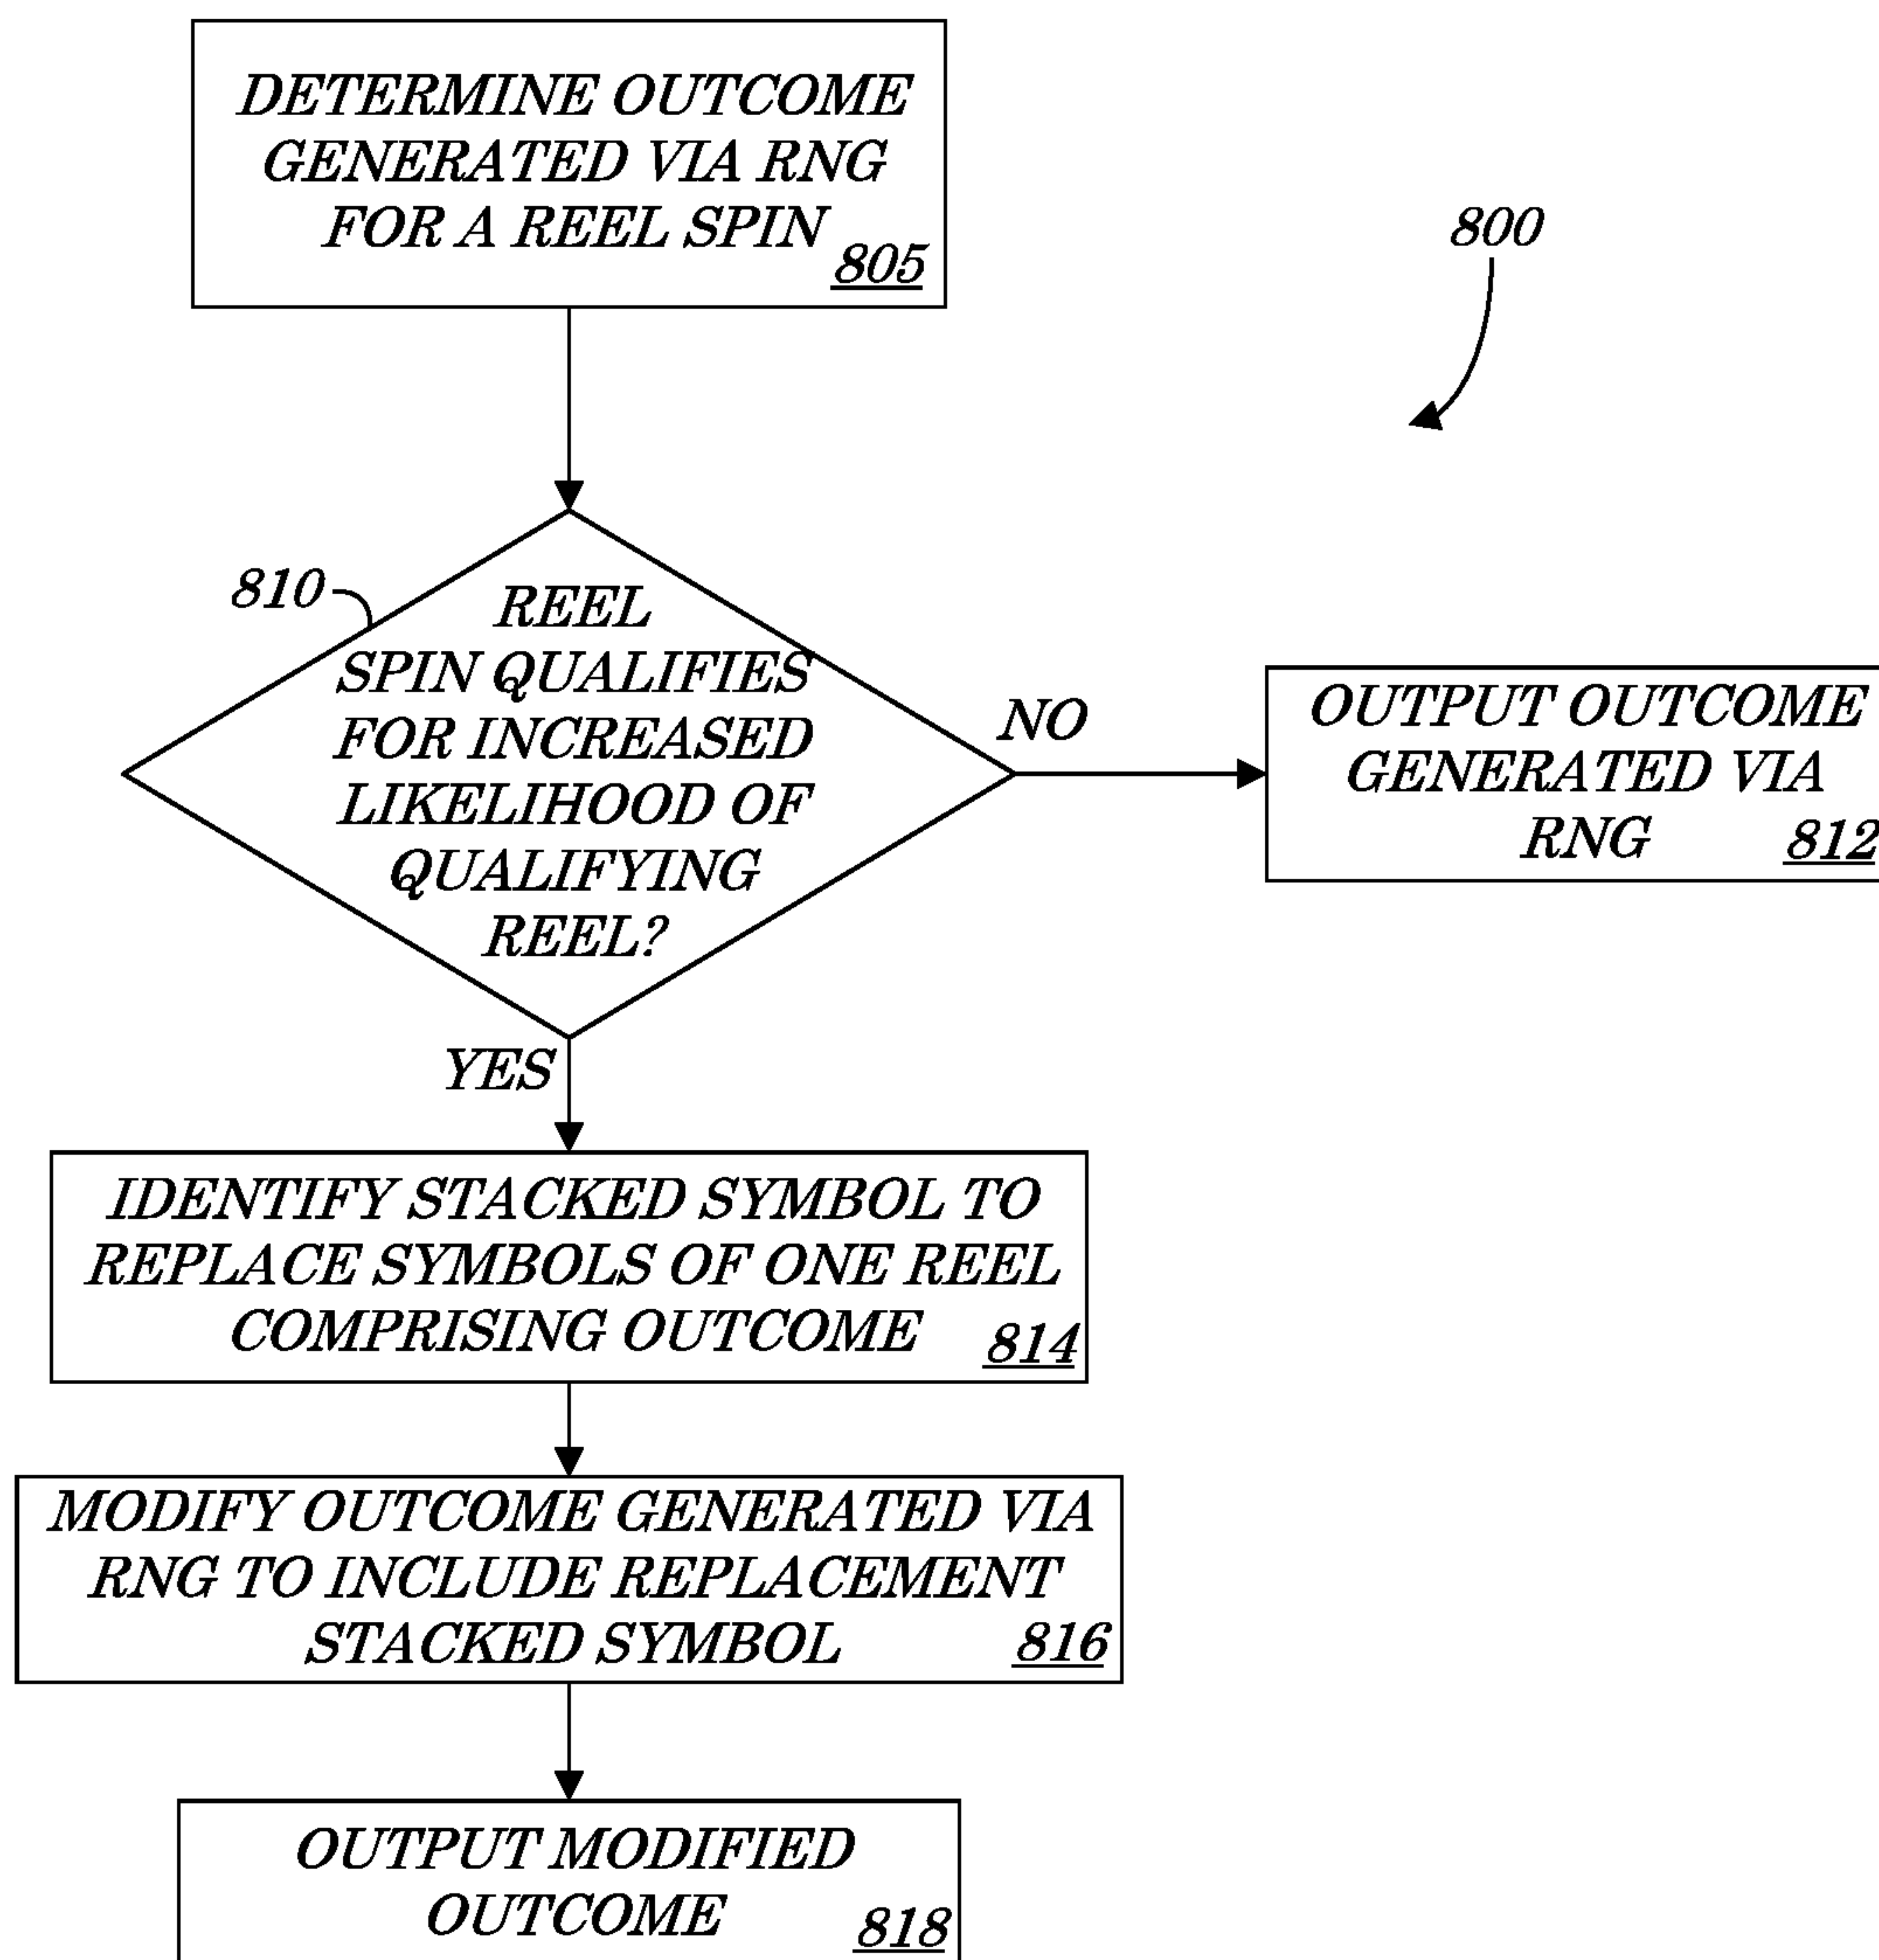 DETERMINE OUTCOME
GENERATED VIA RNG
FOR A REEL SPIN
805
800
810
REEL
SPIN QUALIFIES
FOR INCREASED
LIKELIHOOD OF
QUALIFYING
REEL?
NO
OUTPUT OUTCOME
GENERATED VIA
RNG 812
YES
IDENTIFY STACKED SYMBOL TO
REPLACE SYMBOLS OF ONE REEL
COMPRISING OUTCOME 814
MODIFY OUTCOME GENERATED VIA
RNG TO INCLUDE REPLACEMENT
STACKED SYMBOL 816
OUTPUT MODIFIED
OUTCOME 818